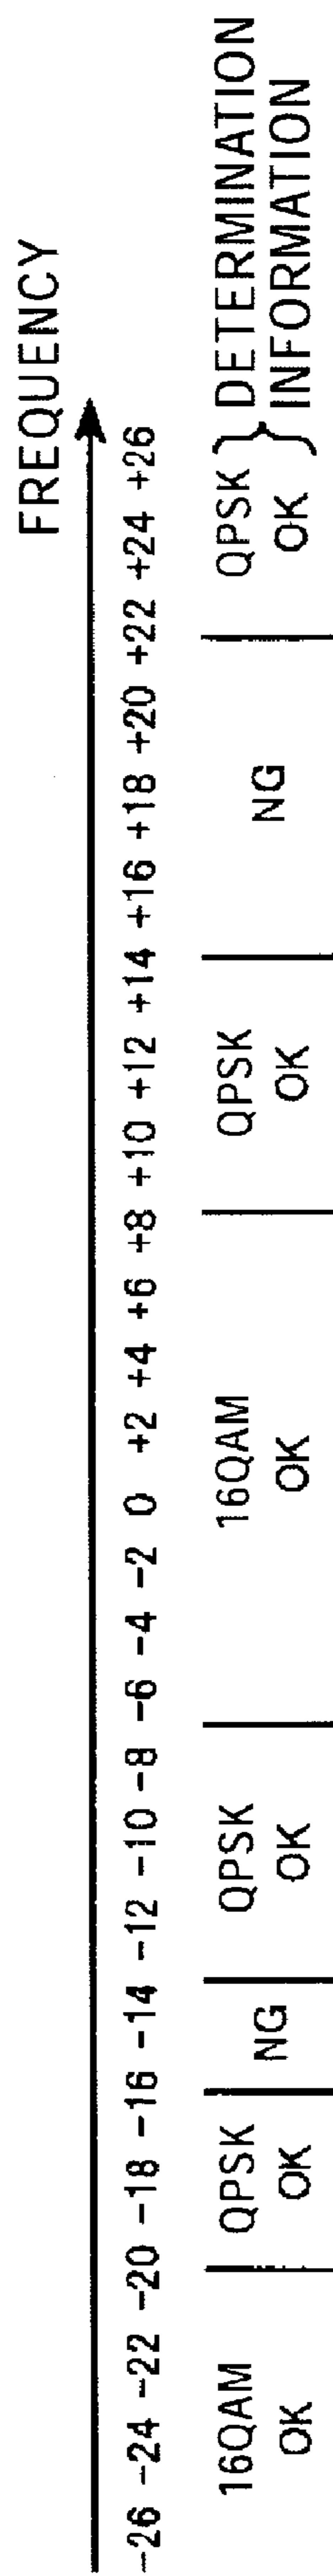 FREQUENCY
-26 -24 -22 -20 -18 -16 -14 -12 -10 -8 -6 -4 -2 0 +2 +4 +6 +8 +10 +12 +14 +16 +18 +20 +22 +24 +26
16QAM OK
QPSK OK
NG
QPSK OK
16QAM OK
QPSK OK
NG
QPSK OK
DETERMINATION
INFORMATION